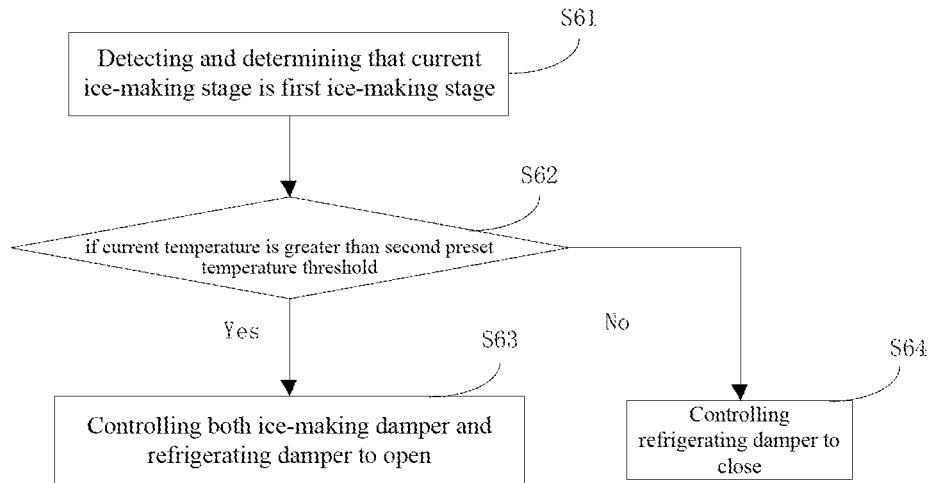 S61
Detecting and determining that current
ice-making stage is first ice-making stage
S62
if current temperature is greater than second preset
temperature threshold
Yes
No
S63
S64
Controlling both ice-making damper and
refrigerating damper to open
Controlling
refrigerating damper to
close